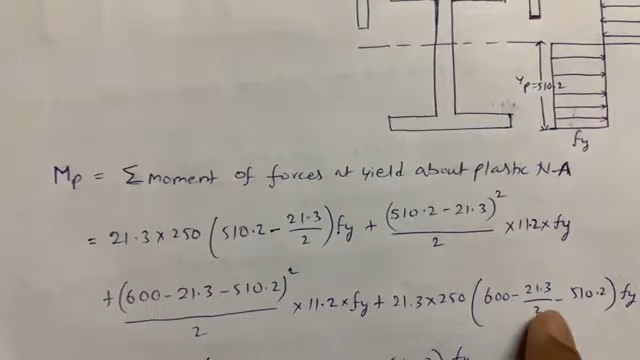 yp=510.2
fy
Mp = Σ moment of forces at yield about plastic N-A
= 21.3 × 250 (510.2 - 21.3/2) fy + (510.2 - 21.3)²/2 × 11.2 × fy
+ (600 - 21.3 - 510.2)²/2 × 11.2 × fy + 21.3 × 250 (600 - 21.3/2 - 510.2) fy